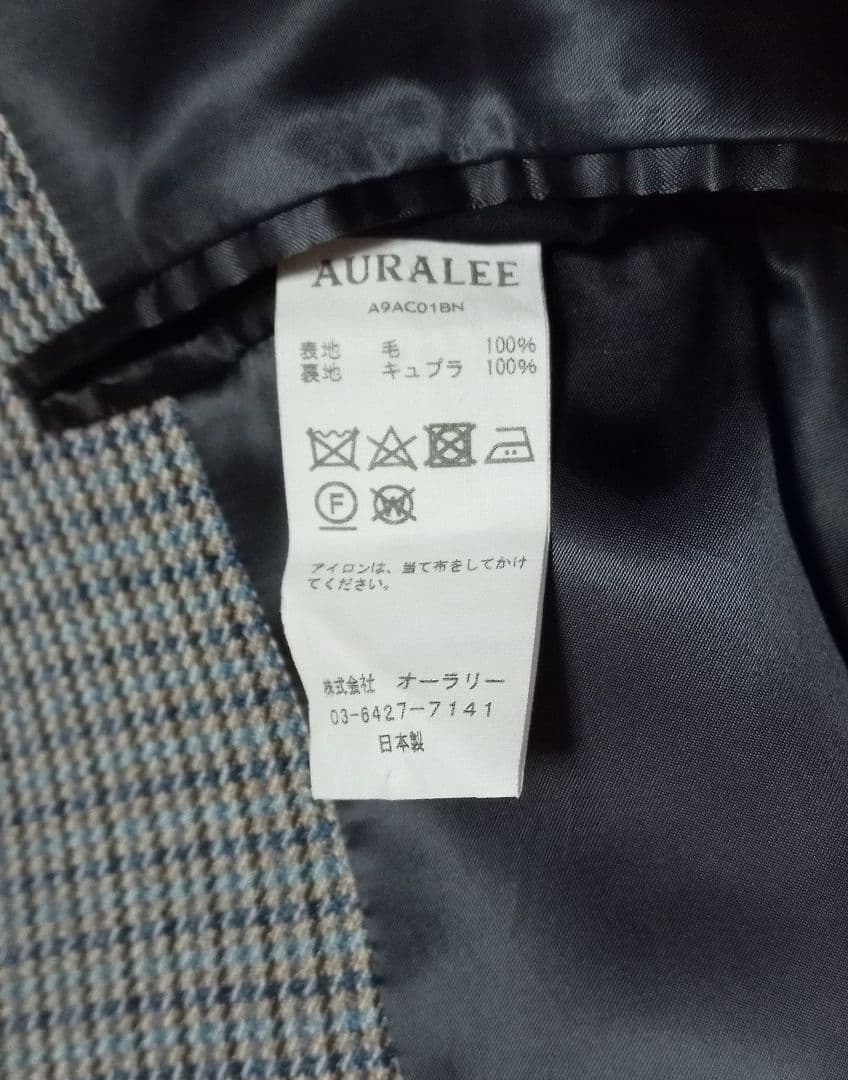 AURALEE
A9AC01BN
表地 毛 100%
裏地 キュプラ 100%
F W
アイロンは、当て布をしてかけ
てください。
株式会社 オーラリー
03-6427-7141
日本製